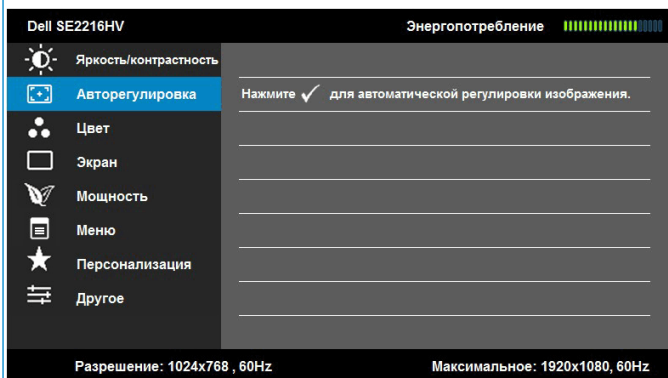 Dell SE2216HV Энергопотребление
Яркость/контрастность
Авторегулировка Нажмите ✓ для автоматической регулировки изображения.
Цвет
Экран
Мощность
Меню
Персонализация
Другое
Разрешение: 1024x768 , 60Hz Максимальное: 1920x1080, 60Hz